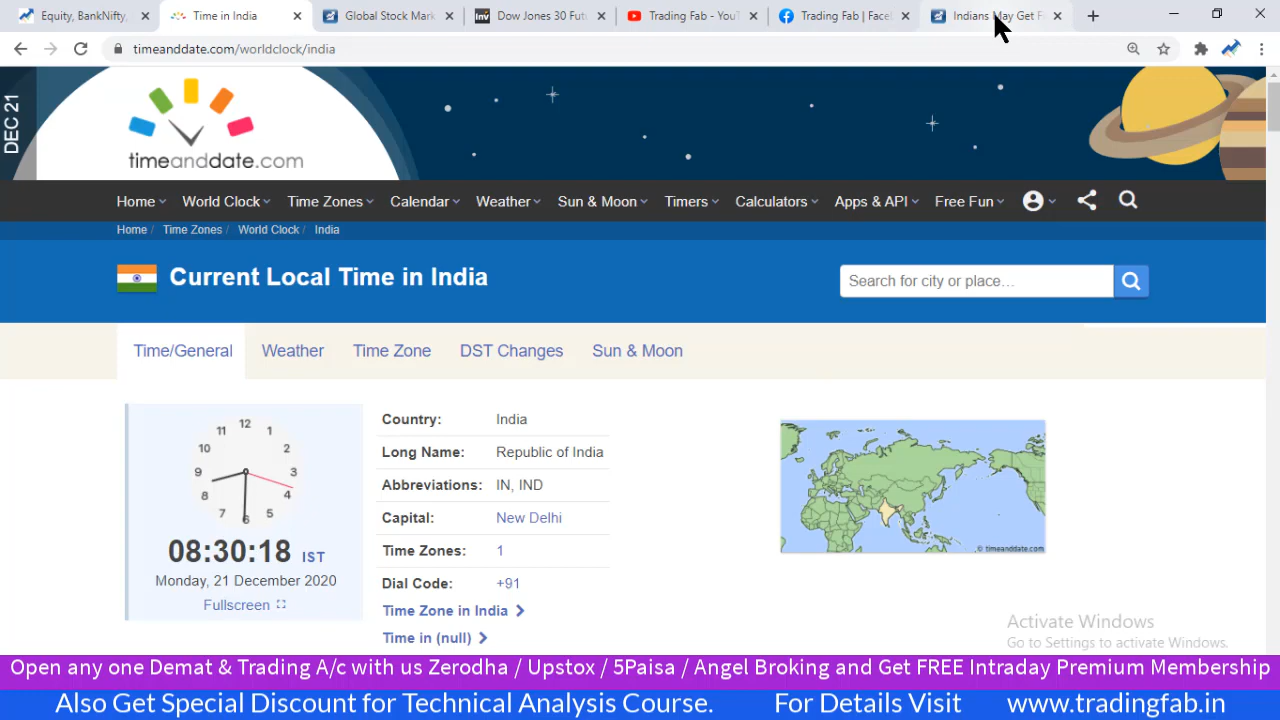 Equity, BankNifty,
Time in India
Global Stock Mark
Dow Jones 30 Fut
Trading Fab - YouT
Trading Fab | Face
Indians May Get F
timeanddate.com/worldclock/india
DEC 21
timeanddate.com
Home World Clock Time Zones Calendar Weather Sun & Moon Timers Calculators Apps & API Free Fun
Home / Time Zones / World Clock / India
Current Local Time in India
Search for city or place...
Time/General Weather Time Zone DST Changes Sun & Moon
12
11 1
10 2
9 3
8 4
7 5
6
08:30:18 IST
Monday, 21 December 2020
Fullscreen
Country: India
Long Name: Republic of India
Abbreviations: IN, IND
Capital: New Delhi
Time Zones: 1
Dial Code: +91
Time Zone in India
Time in (null)
© timeanddate.com
Activate Windows
Go to Settings to activate Windows.
Open any one Demat & Trading A/c with us Zerodha / Upstox / 5Paisa / Angel Broking and Get FREE Intraday Premium Membership
Also Get Special Discount for Technical Analysis Course. For Details Visit www.tradingfab.in